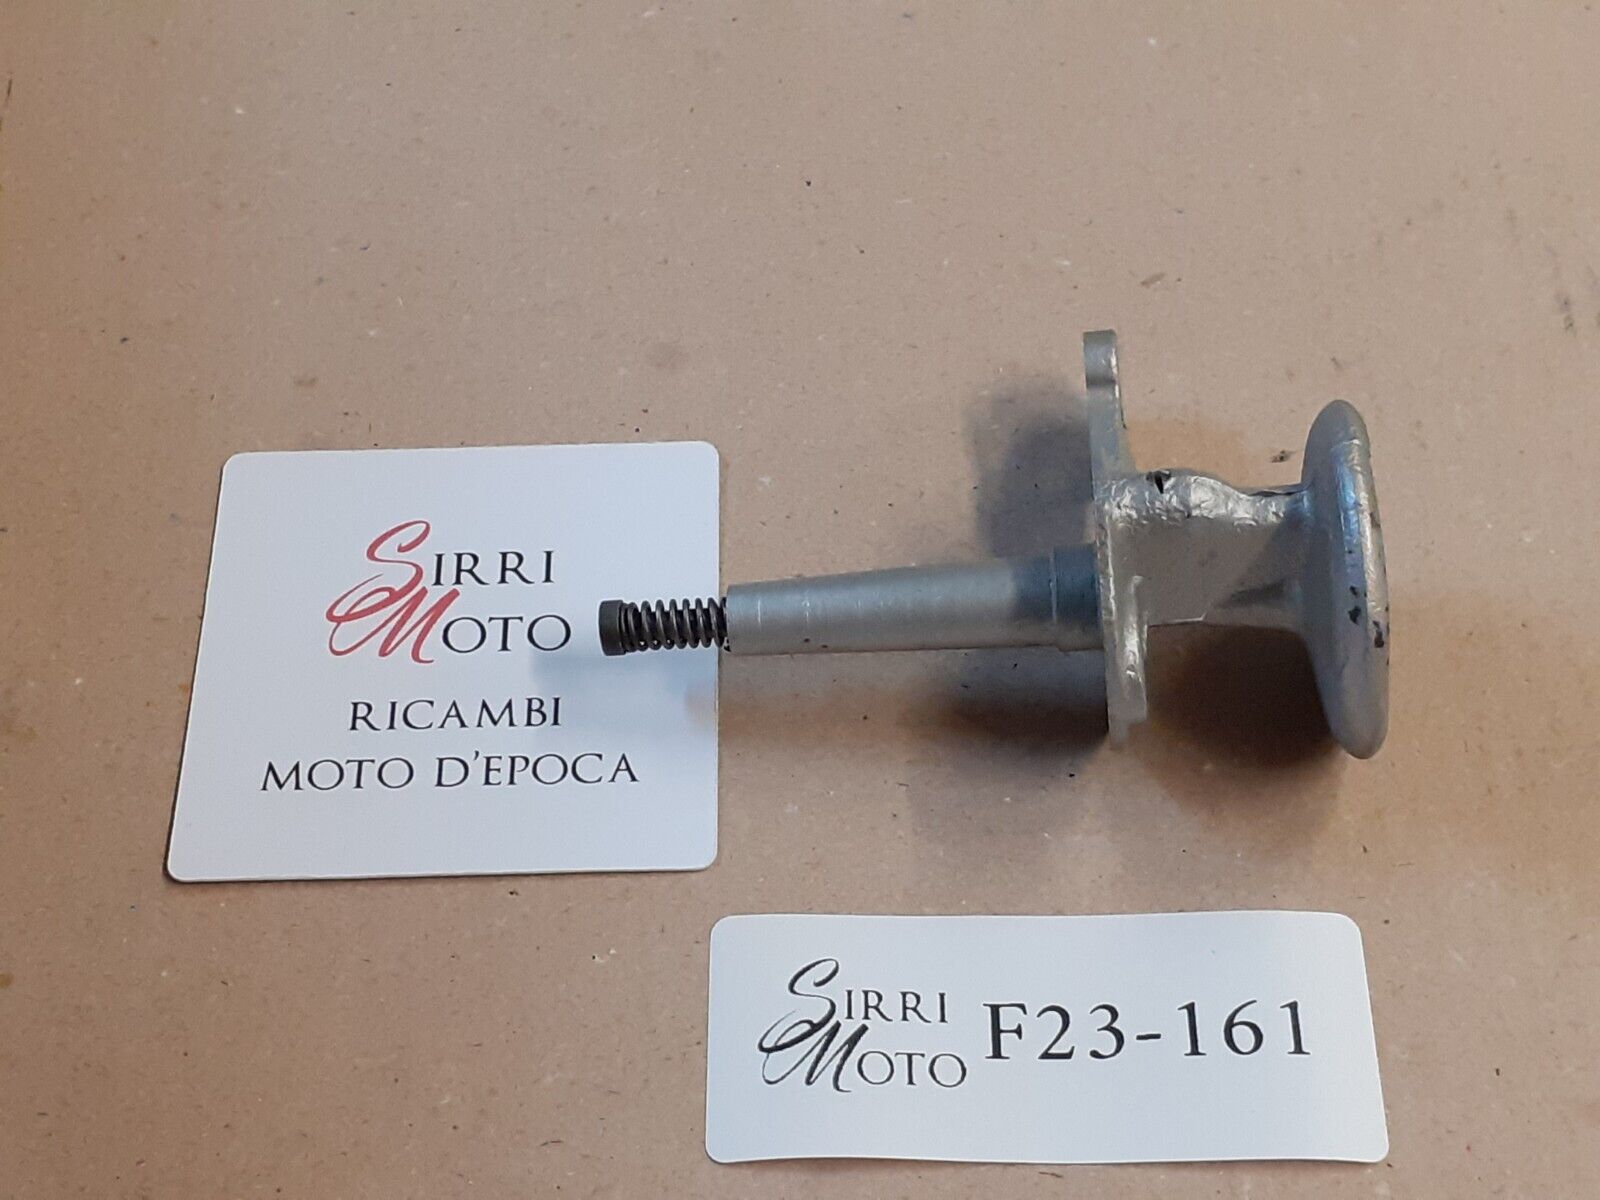 SIRRI
MOTO
RICAMBI
MOTO D'EPOCA
SIRRI
MOTO
F23-161